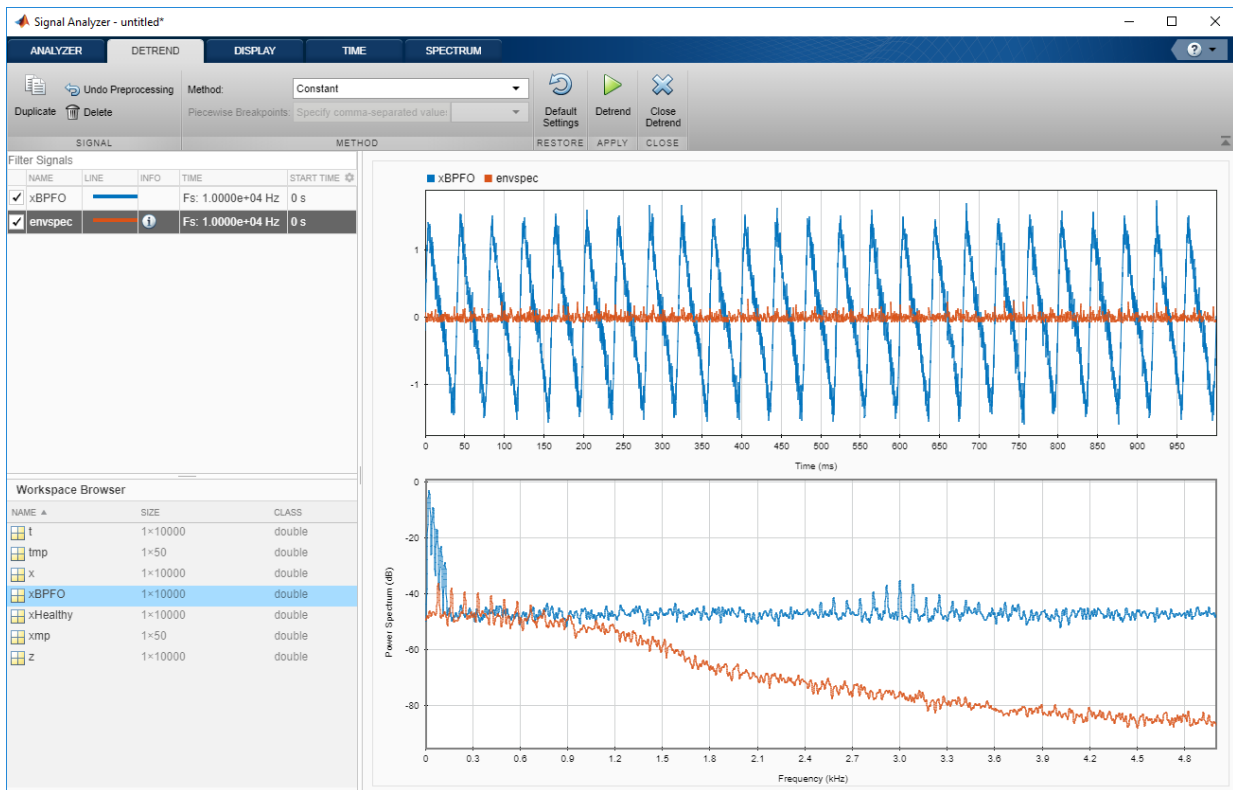 Signal Analyzer - untitled*
ANALYZER DETREND DISPLAY TIME SPECTRUM ?
Duplicate Undo Preprocessing Delete
Method: Constant
Piecewise Breakpoints: Specify comma-separated value:
Default Settings Detrend Close Detrend
SIGNAL METHOD RESTORE APPLY CLOSE
Filter Signals
NAME LINE INFO TIME START TIME
xBPFO Fs: 1.0000e+04 Hz 0 s
envspec i Fs: 1.0000e+04 Hz 0 s
Workspace Browser
NAME SIZE CLASS
t 1×10000 double
tmp 1×50 double
x 1×10000 double
xBPFO 1×10000 double
xHealthy 1×10000 double
xmp 1×50 double
z 1×10000 double
xBPFO envspec
1
0
-1
0 50 100 150 200 250 300 350 400 450 500 550 600 650 700 750 800 850 900 950
Time (ms)
Power Spectrum (dB)
0
-20
-40
-60
-80
0 0.3 0.6 0.9 1.2 1.5 1.8 2.1 2.4 2.7 3.0 3.3 3.6 3.9 4.2 4.5 4.8
Frequency (kHz)